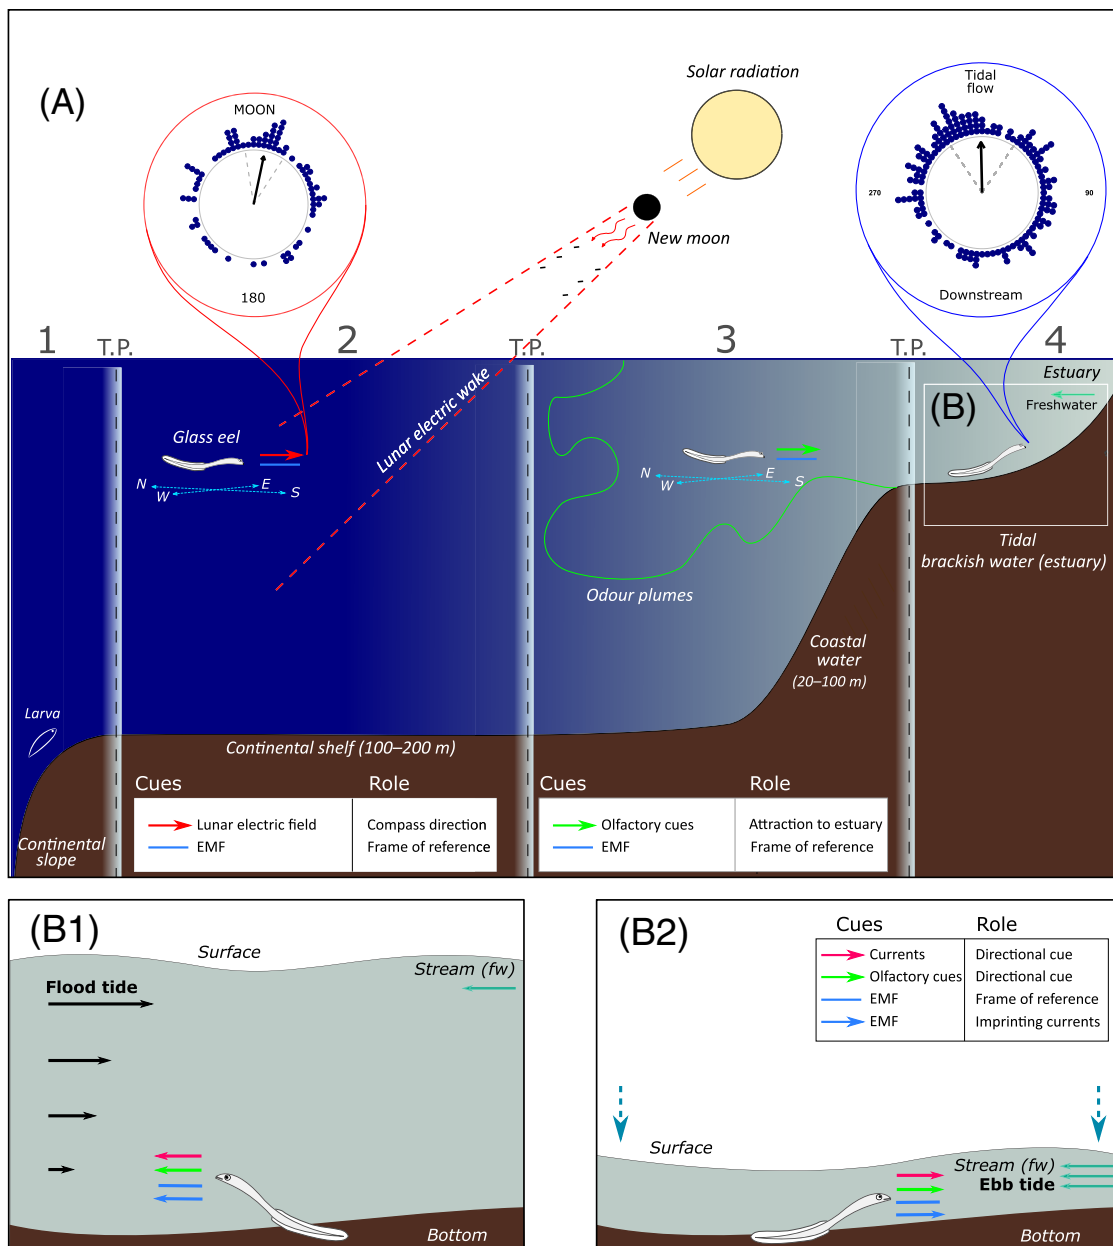 (A)
Solar radiation
New moon
MOON
180
Tidal
flow
270
90
Downstream
1
T.P.
2
T.P.
3
T.P.
4
Estuary
Freshwater
(B)
Glass eel
N
W
E
S
Lunar electric wake
N
W
E
S
Odour plumes
Tidal
brackish water (estuary)
Coastal
water
(20–100 m)
Larva
Continental shelf (100–200 m)
Continental
slope
Cues Role
Lunar electric field Compass direction
EMF Frame of reference
Cues Role
Olfactory cues Attraction to estuary
EMF Frame of reference
(B1)
Surface
Stream (fw)
Flood tide
Bottom
(B2)
Cues Role
Currents Directional cue
Olfactory cues Directional cue
EMF Frame of reference
EMF Imprinting currents
Surface
Stream (fw)
Ebb tide
Bottom